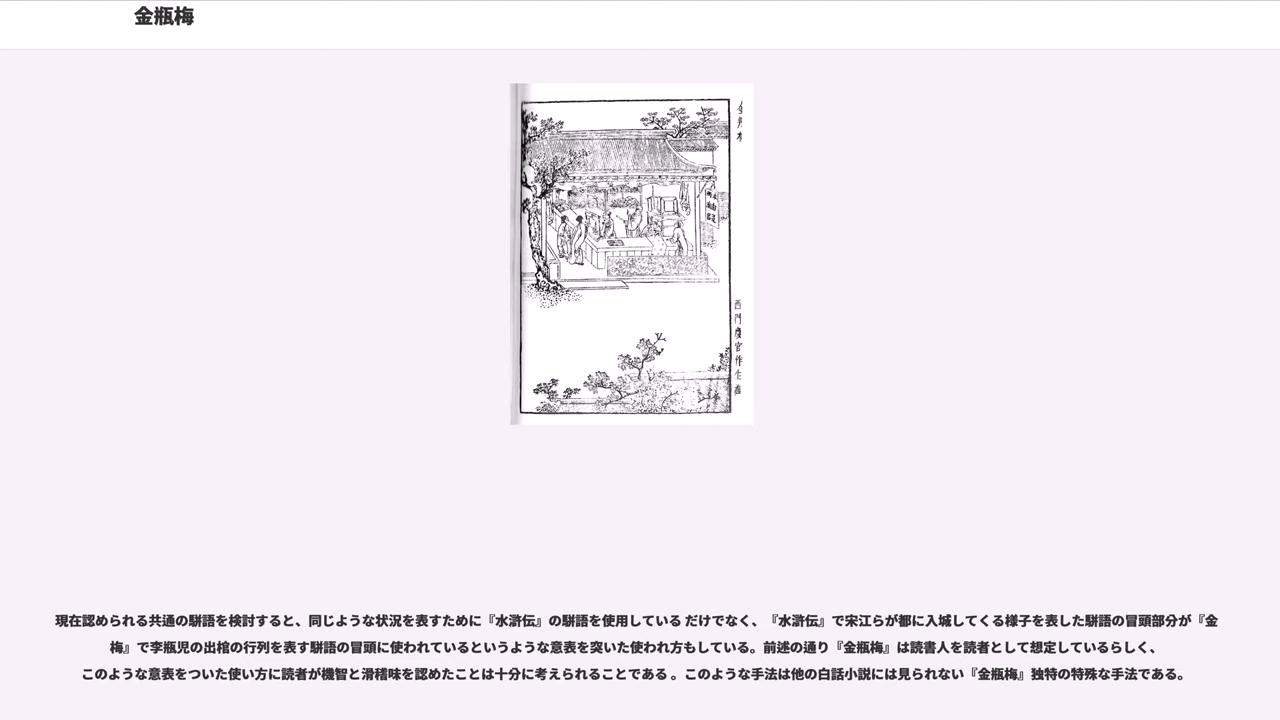 金瓶梅
金瓶梅
西門慶官作生涯
現在認められる共通の駢語を検討すると、同じような状況を表すために『水滸伝』の駢語を使用している だけでなく、『水滸伝』で宋江らが都に入城してくる様子を表した駢語の冒頭部分が『金
梅』で李瓶児の出棺の行列を表す駢語の冒頭に使われているというような意表を突いた使われ方もしている。前述の通り『金瓶梅』は読書人を読者として想定しているらしく、
このような意表をついた使い方に読者が機智と滑稽味を認めたことは十分に考えられることである 。このような手法は他の白話小説には見られない『金瓶梅』独特の特殊な手法である。